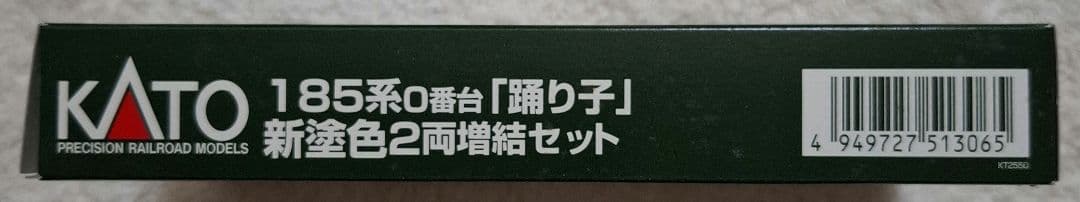 KATO
PRECISION RAILROAD MODELS
185系0番台「踊り子」
新塗色2両増結セット
4 949727 513065